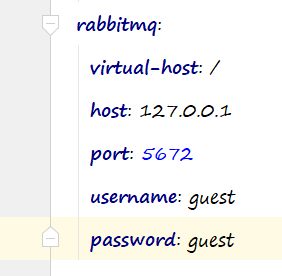 rabbitmq:
virtual-host: /
host: 127.0.0.1
port: 5672
username: guest
password: guest